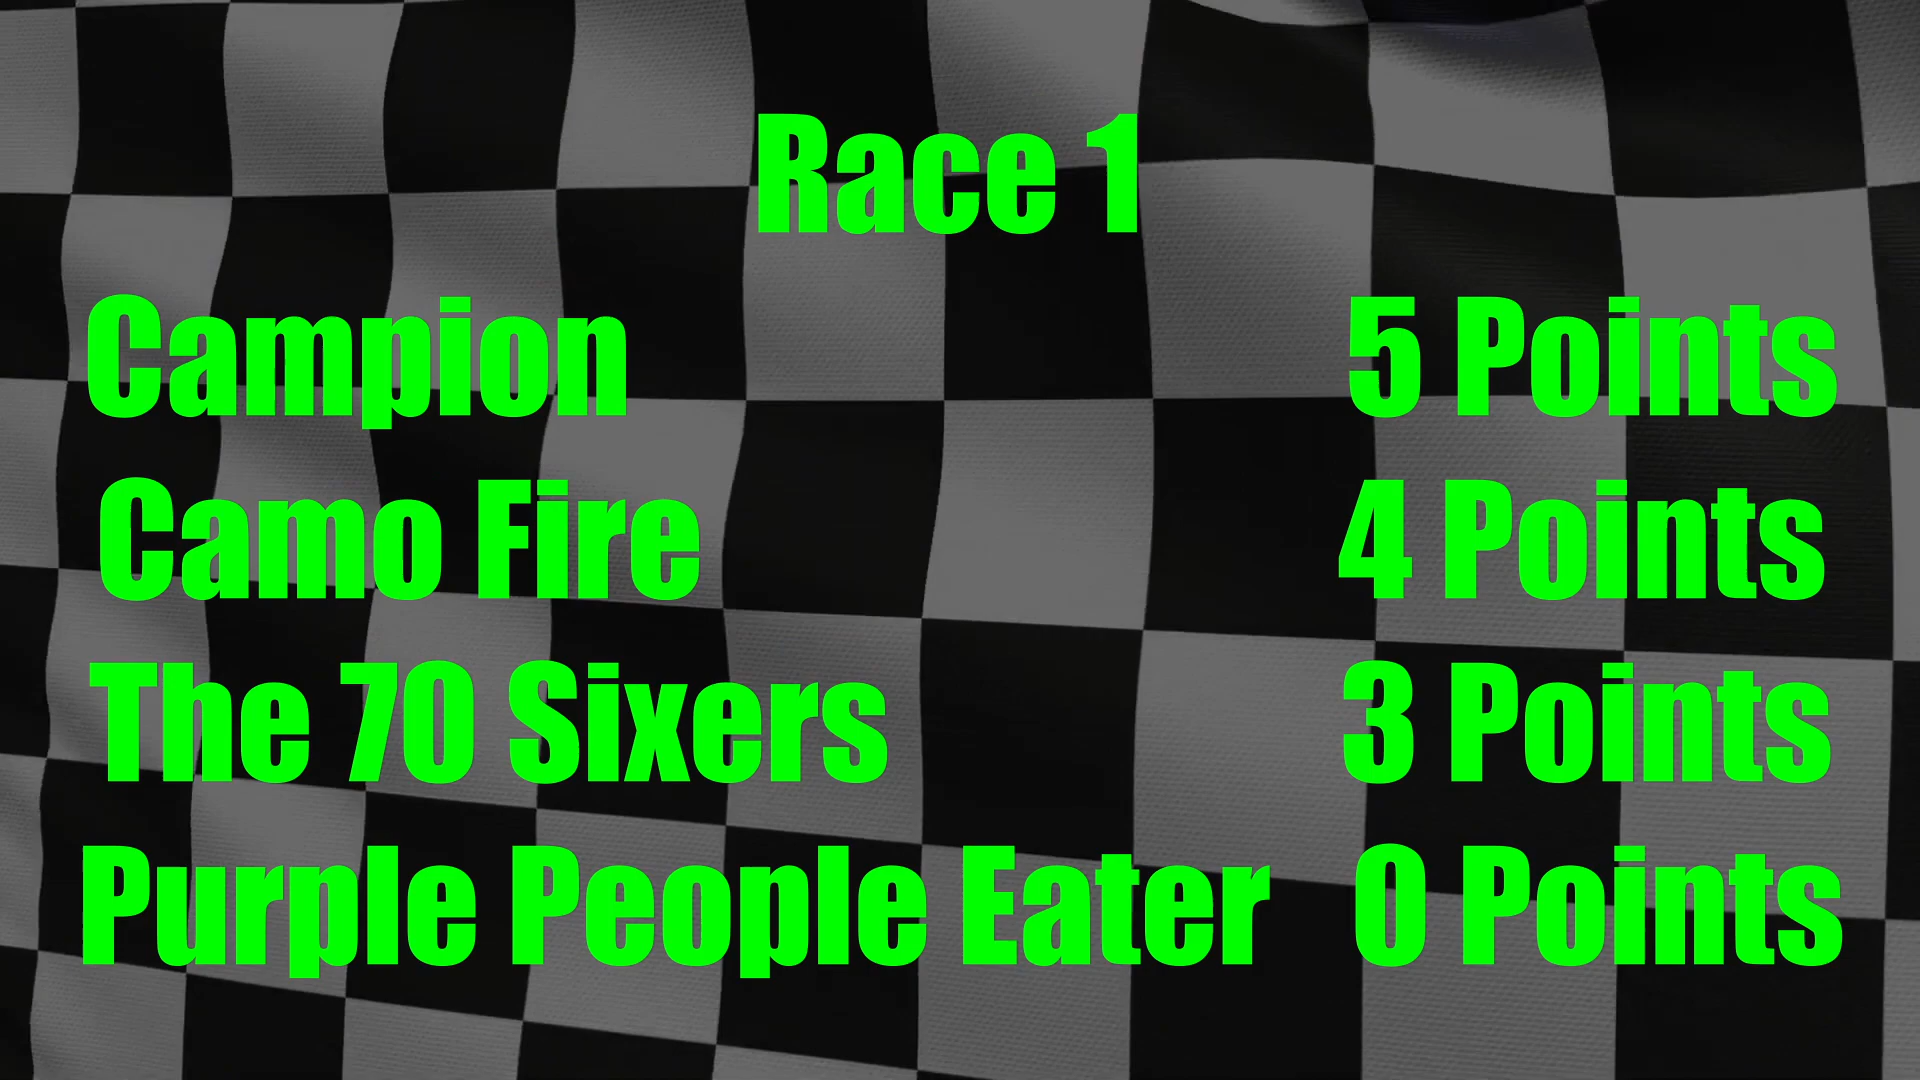 Race 1
Campion 5 Points
Camo Fire 4 Points
The 70 Sixers 3 Points
Purple People Eater 0 Points